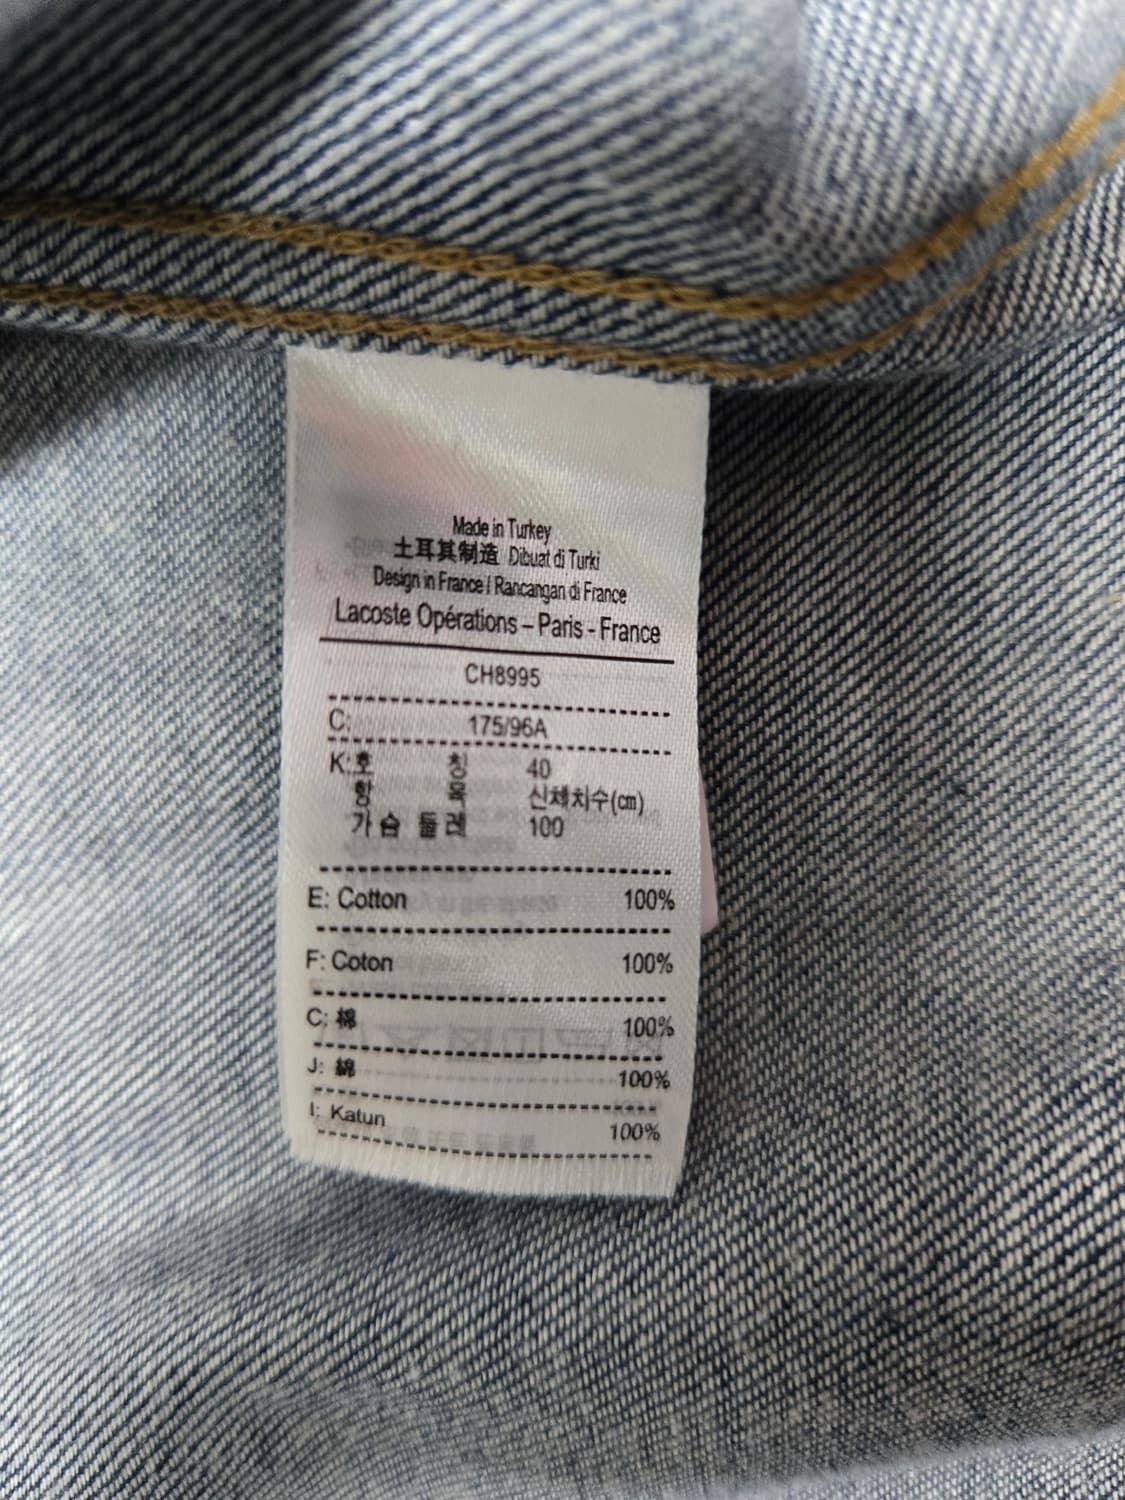 Made in Turkey
土耳其制造 Dibuat di Turki
Design in France / Rancangan di France
Lacoste Opérations – Paris - France
CH8995
C: 175/96A
K:호 칭 40
항 목 신체치수(㎝)
가슴 둘레 100
E: Cotton 100%
F: Coton 100%
C: 棉 100%
J: 綿 100%
I: Katun 100%